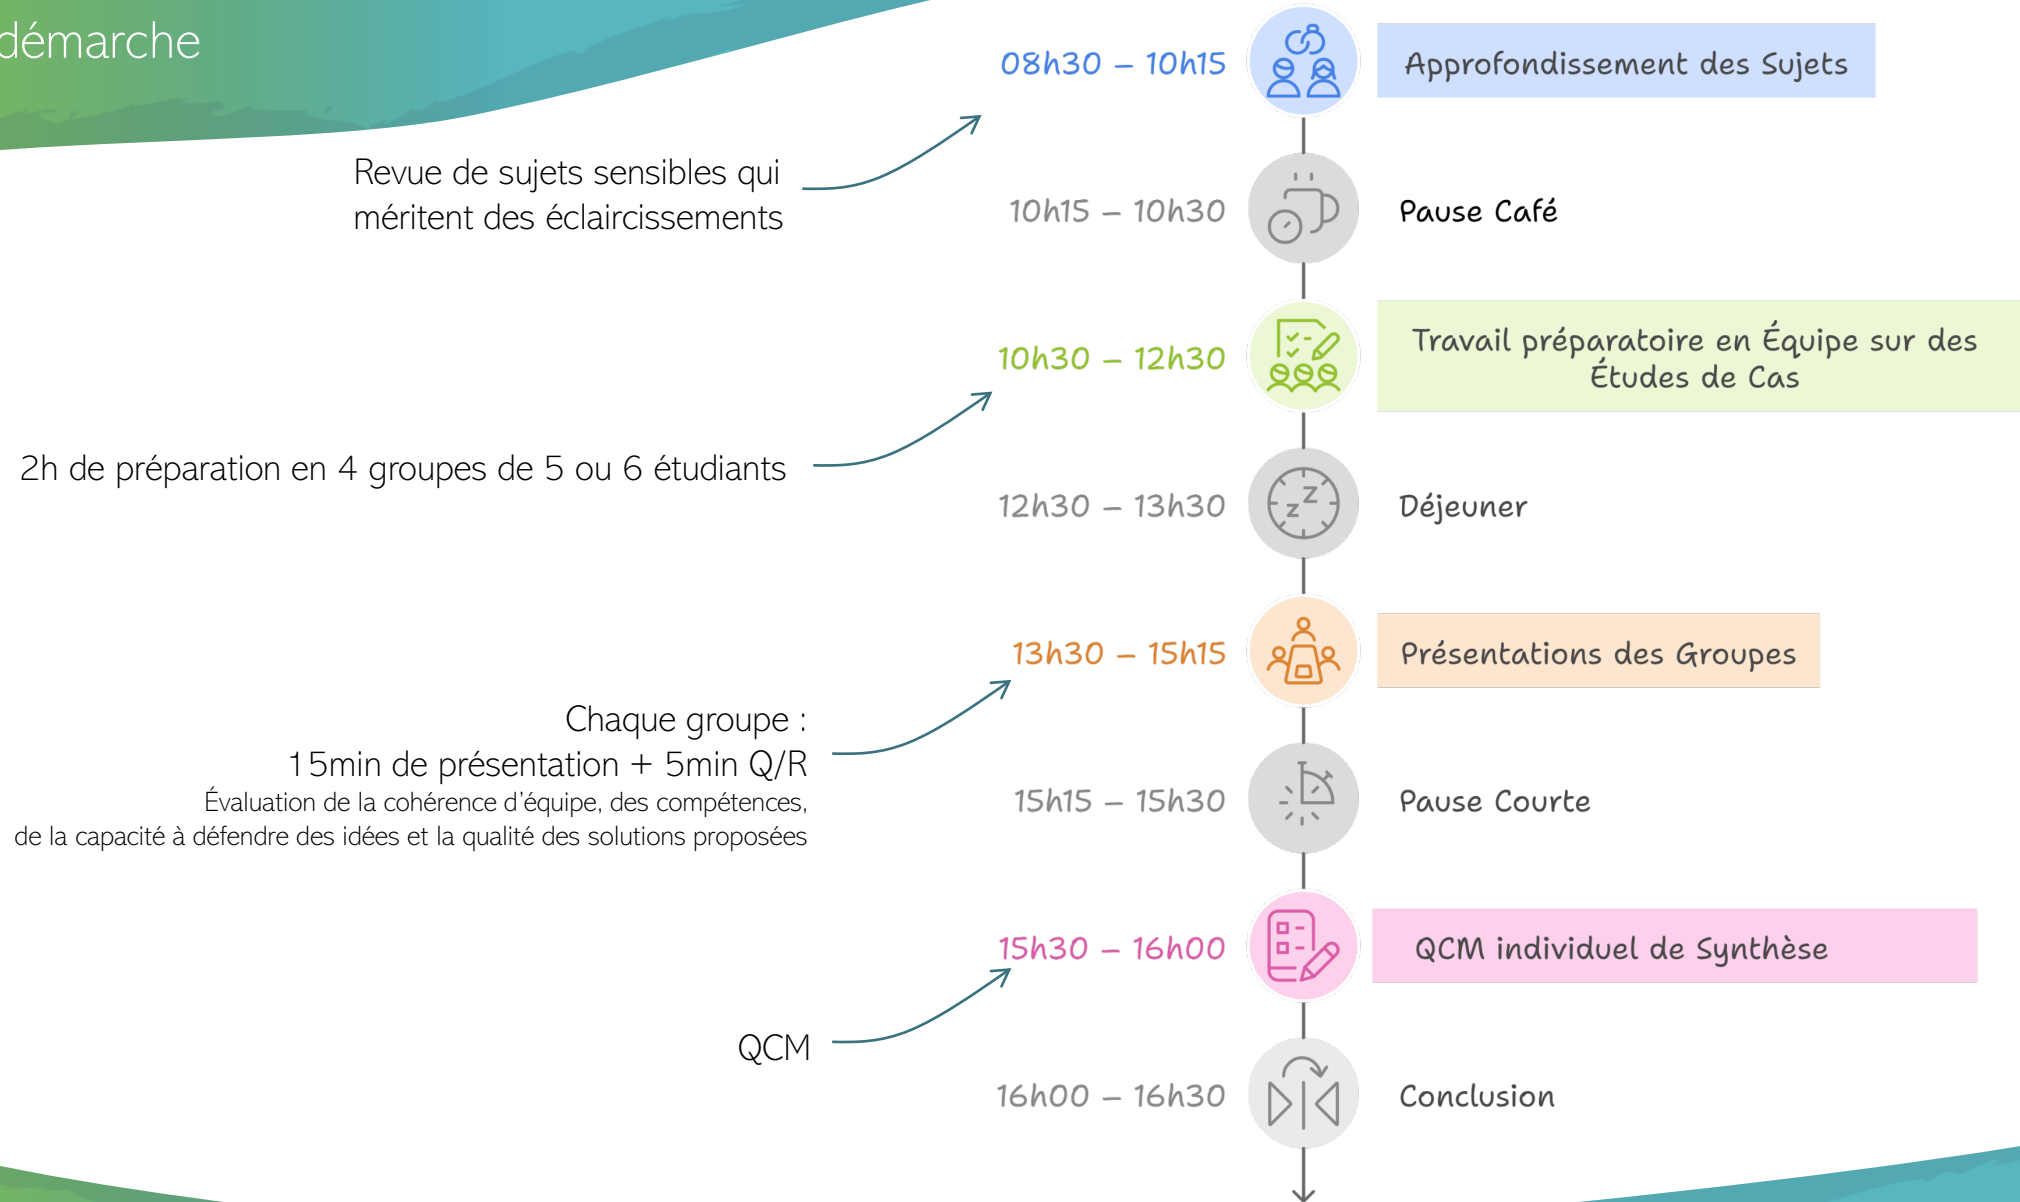 démarche
08h30 – 10h15
Approfondissement des Sujets
Revue de sujets sensibles qui
méritent des éclaircissements
10h15 – 10h30
Pause Café
10h30 – 12h30
Travail préparatoire en Équipe sur des
Études de Cas
2h de préparation en 4 groupes de 5 ou 6 étudiants
12h30 – 13h30
Déjeuner
13h30 – 15h15
Présentations des Groupes
Chaque groupe :
15min de présentation + 5min Q/R
Évaluation de la cohérence d’équipe, des compétences,
de la capacité à défendre des idées et la qualité des solutions proposées
15h15 – 15h30
Pause Courte
15h30 – 16h00
QCM individuel de Synthèse
QCM
16h00 – 16h30
Conclusion